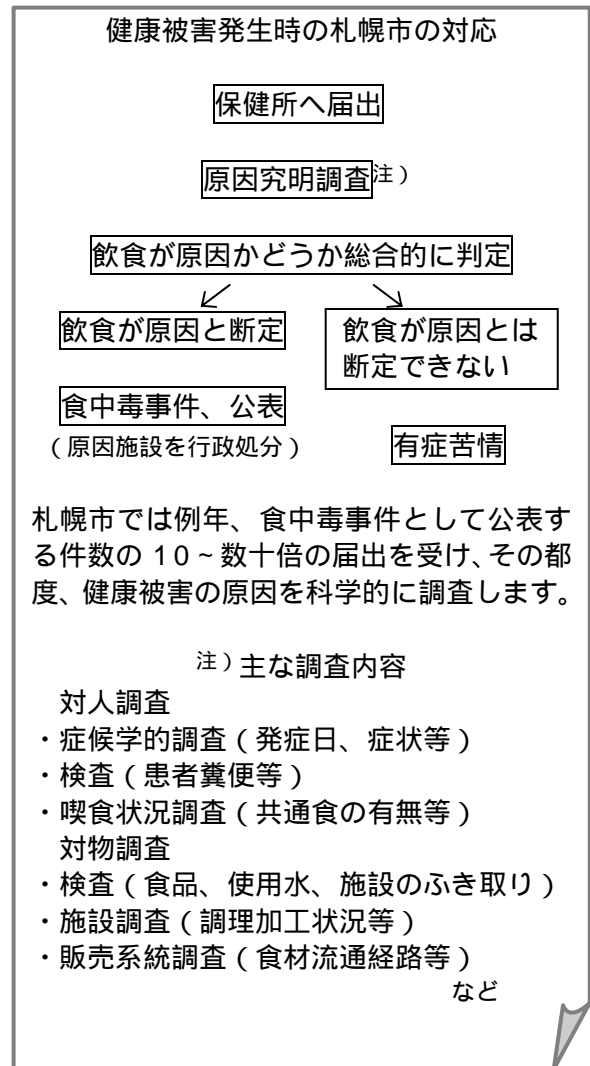 健康被害発生時の札幌市の対応
保健所へ届出
原因究明調査注）
飲食が原因かどうか総合的に判定
飲食が原因と断定
飲食が原因とは
断定できない
食中毒事件、公表
（原因施設を行政処分）
有症苦情
札幌市では例年、食中毒事件として公表す
る件数の１０～数十倍の届出を受け、その都
度、健康被害の原因を科学的に調査します。
注）主な調査内容
対人調査
・症候学的調査（発症日、症状等）
・検査（患者糞便等）
・喫食状況調査（共通食の有無等）
対物調査
・検査（食品、使用水、施設のふき取り）
・施設調査（調理加工状況等）
・販売系統調査（食材流通経路等）
など